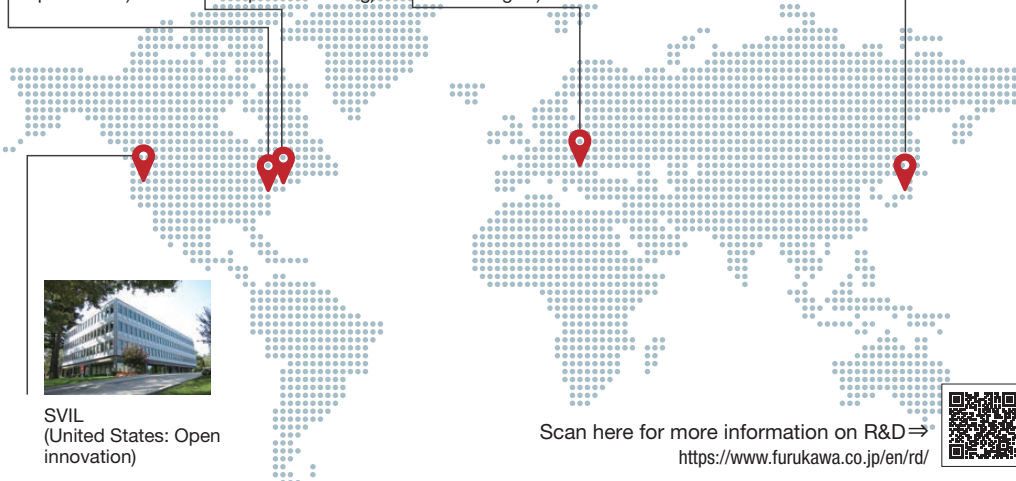 SVIL
(United States: Open
innovation)
Scan here for more information on R&D⇒
https://www.furukawa.co.jp/en/rd/